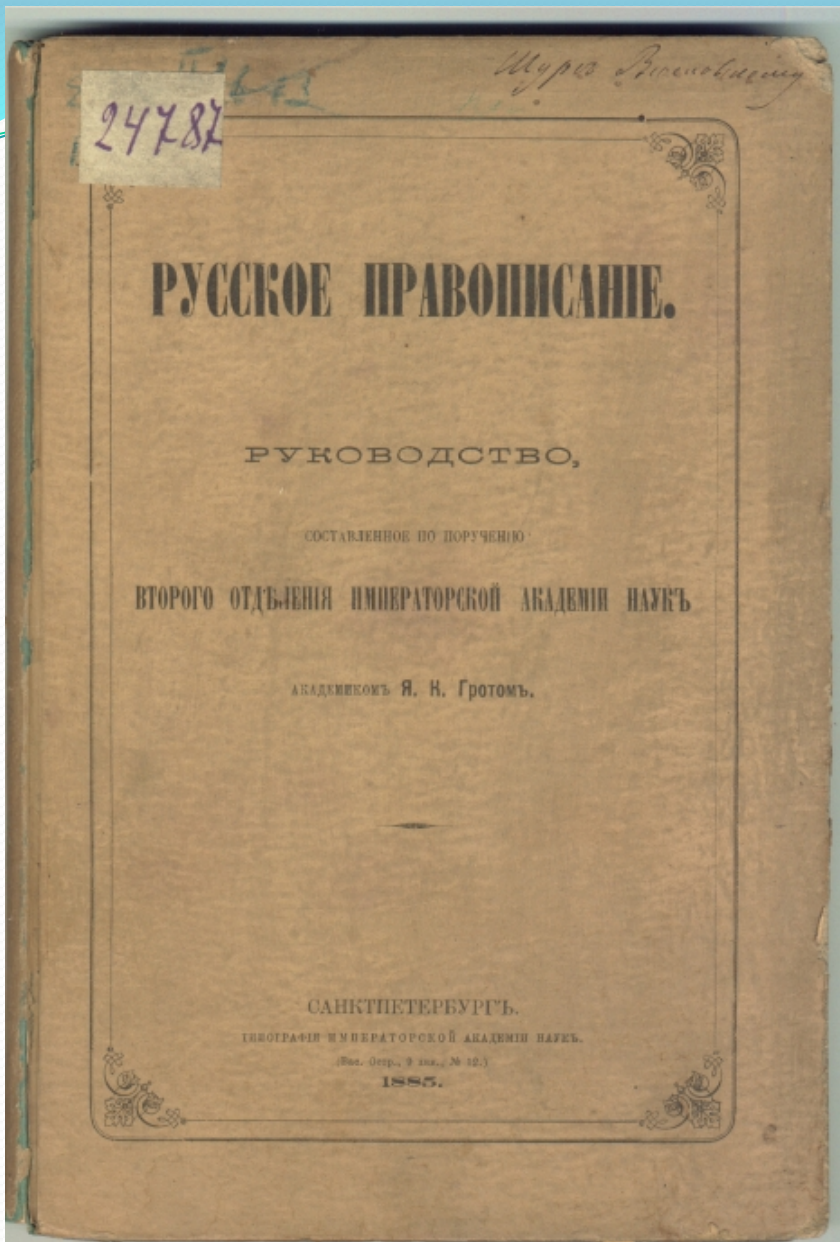 24787
РУССКОЕ ПРАВОПИСАНІЕ.
РУКОВОДСТВО,
СОСТАВЛЕННОЕ ПО ПОРУЧЕНІЮ
ВТОРОГО ОТДѢЛЕНІЯ ИМПЕРАТОРСКОЙ АКАДЕМІИ НАУКЪ
АКАДЕМИКОМЪ Я. К. Гротомъ.
САНКТПЕТЕРБУРГЪ.
ТИПОГРАФІЯ ИМПЕРАТОРСКОЙ АКАДЕМІИ НАУКЪ.
(Вас. Остр., 9 лин., № 12.)
1885.